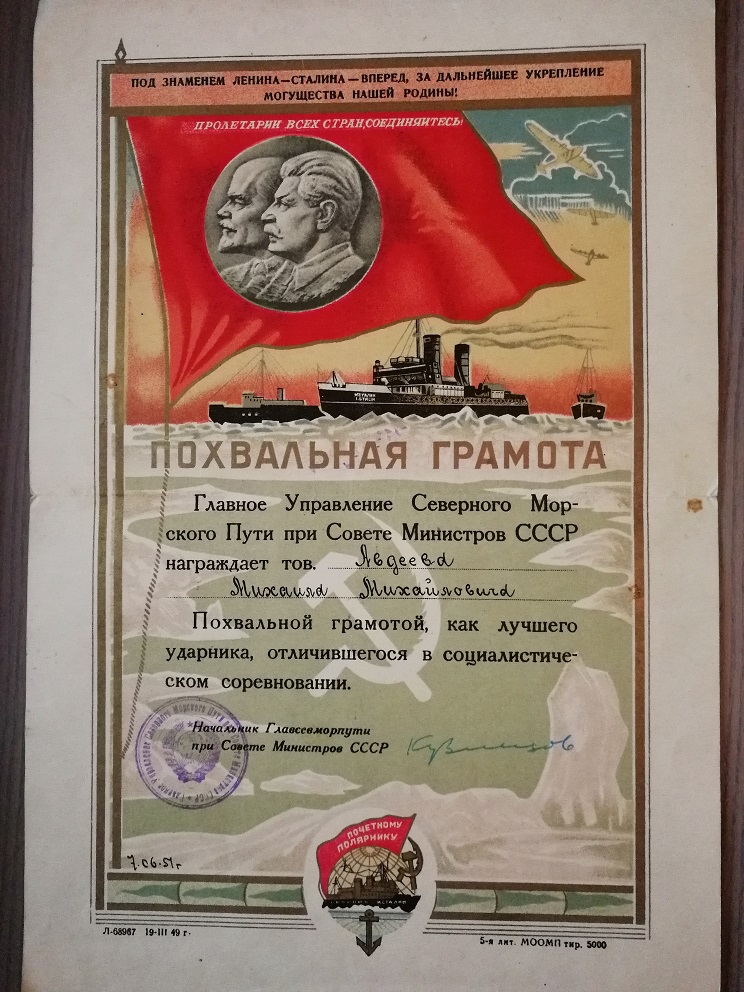 ПОД ЗНАМЕНЕМ ЛЕНИНА—СТАЛИНА—ВПЕРЕД, ЗА ДАЛЬНЕЙШЕЕ УКРЕПЛЕНИЕ
МОГУЩЕСТВА НАШЕЙ РОДИНЫ!
ПРОЛЕТАРИИ ВСЕХ СТРАН, СОЕДИНЯЙТЕСЬ!
ПОХВАЛЬНАЯ ГРАМОТА
Главное Управление Северного Мор-
ского Пути при Совете Министров СССР
награждает тов. Авдеева
Михаила Михайловича
Похвальной грамотой, как лучшего
ударника, отличившегося в социалистиче-
ском соревновании.
Начальник Главсевморпути
при Совете Министров СССР
7.06.51г
ПОЧЕТНОМУ
ПОЛЯРНИКУ
Л-68967 19-III 49 г.
5-я лит. МООМП тир. 5000